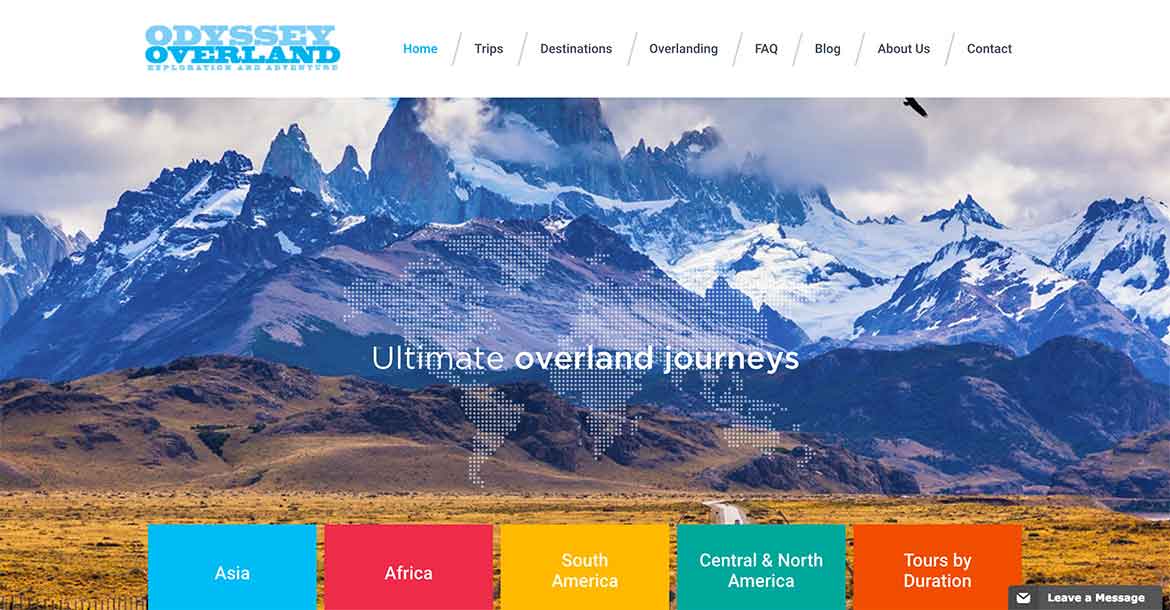 ODYSSEY
OVERLAND
EXPLORATION AND ADVENTURE
Home Trips Destinations Overlanding FAQ Blog About Us Contact
Ultimate overland journeys
Asia
Africa
South
America
Central & North
America
Tours by
Duration
Leave a Message